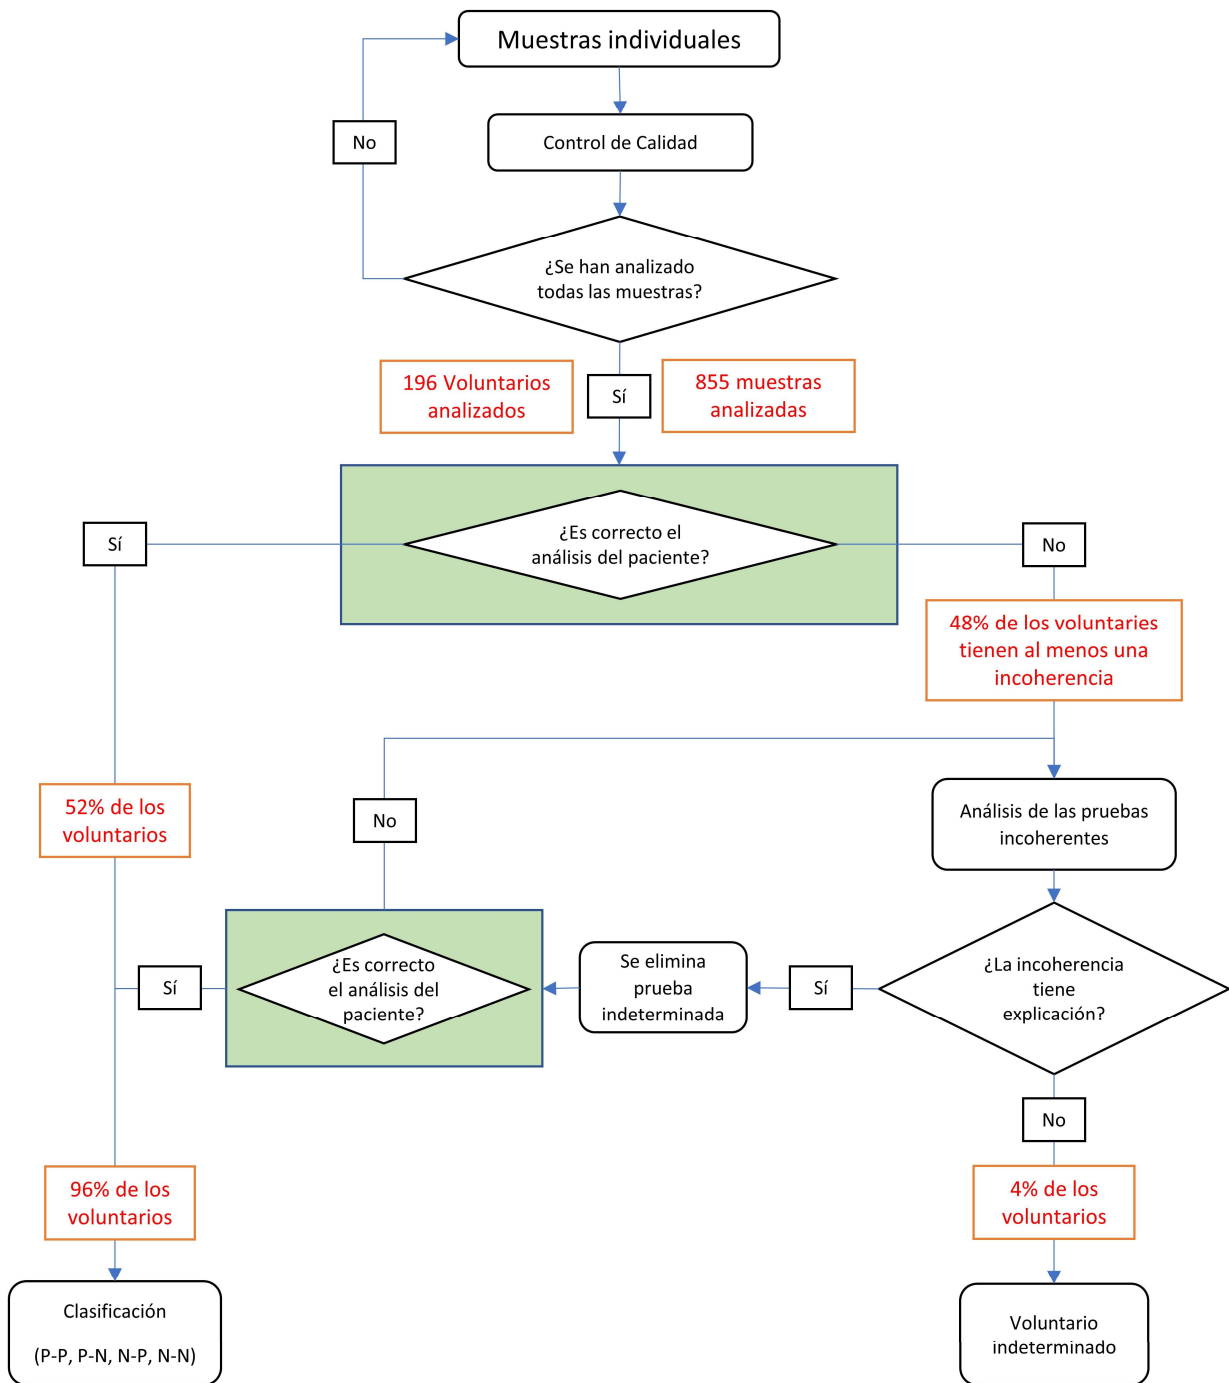 Muestras individuales
No
Control de Calidad
¿Se han analizado
todas las muestras?
196 Voluntarios
analizados
Sí
855 muestras
analizadas
Sí
¿Es correcto el
análisis del paciente?
No
48% de los voluntaries
tienen al menos una
incoherencia
52% de los
voluntarios
No
Análisis de las pruebas
incoherentes
Sí
¿Es correcto
el análisis del
paciente?
Se elimina
prueba
indeterminada
Sí
¿La incoherencia
tiene
explicación?
No
96% de los
voluntarios
4% de los
voluntarios
Clasificación
(P-P, P-N, N-P, N-N)
Voluntario
indeterminado